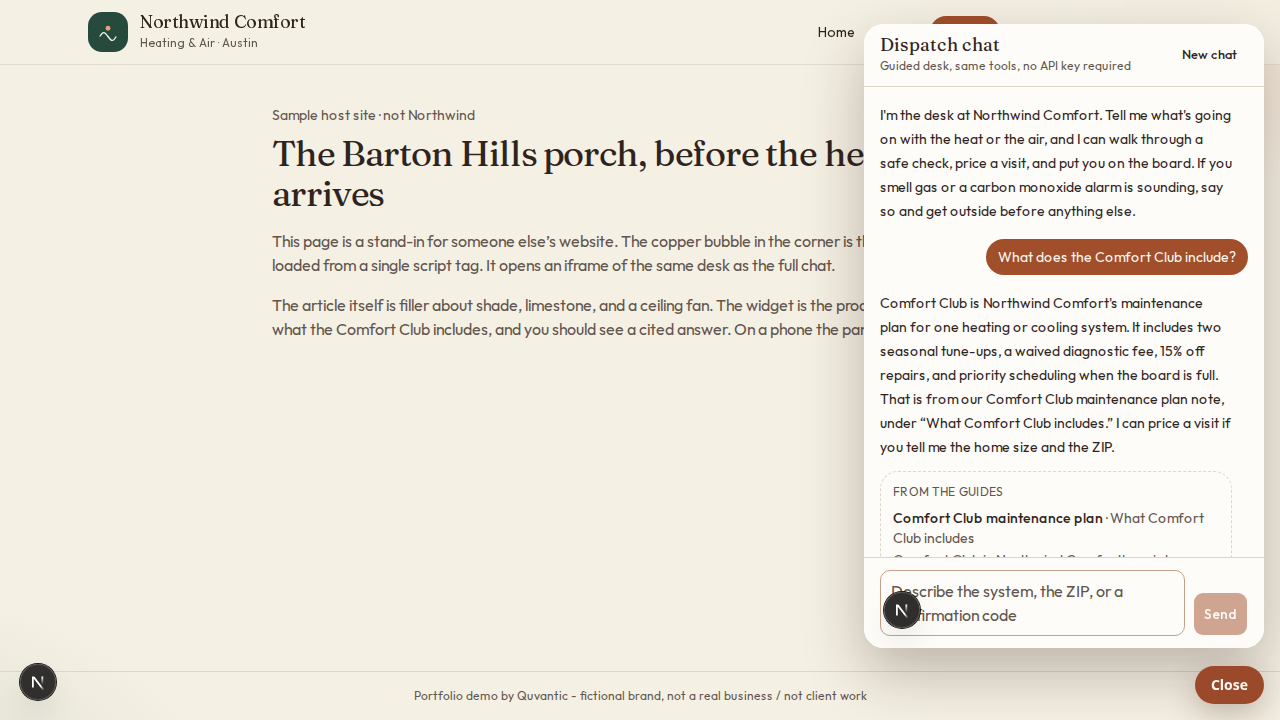 Northwind Comfort
Heating & Air · Austin
Home
Sample host site · not Northwind
The Barton Hills porch, before the he
arrives
This page is a stand-in for someone else's website. The copper bubble in the corner is
loaded from a single script tag. It opens an iframe of the same desk as the full chat.
The article itself is filler about shade, limestone, and a ceiling fan. The widget is the
what the Comfort Club includes, and you should see a cited answer. On a phone the
Dispatch chat
Guided desk, same tools, no API key required
New chat
I'm the desk at Northwind Comfort. Tell me what's going
on with the heat or the air, and I can walk through a
safe check, price a visit, and put you on the board. If you
smell gas or a carbon monoxide alarm is sounding, say
so and get outside before anything else.
What does the Comfort Club include?
Comfort Club is Northwind Comfort's maintenance
plan for one heating or cooling system. It includes two
seasonal tune-ups, a waived diagnostic fee, 15% off
repairs, and priority scheduling when the board is full.
That is from our Comfort Club maintenance plan note,
under “What Comfort Club includes.” I can price a visit if
you tell me the home size and the ZIP.
FROM THE GUIDES
Comfort Club maintenance plan · What Comfort
Club includes
Describe the system, the ZIP, or a
firmation code
N
Send
N
Portfolio demo by Quvantic - fictional brand, not a real business / not client work
Close